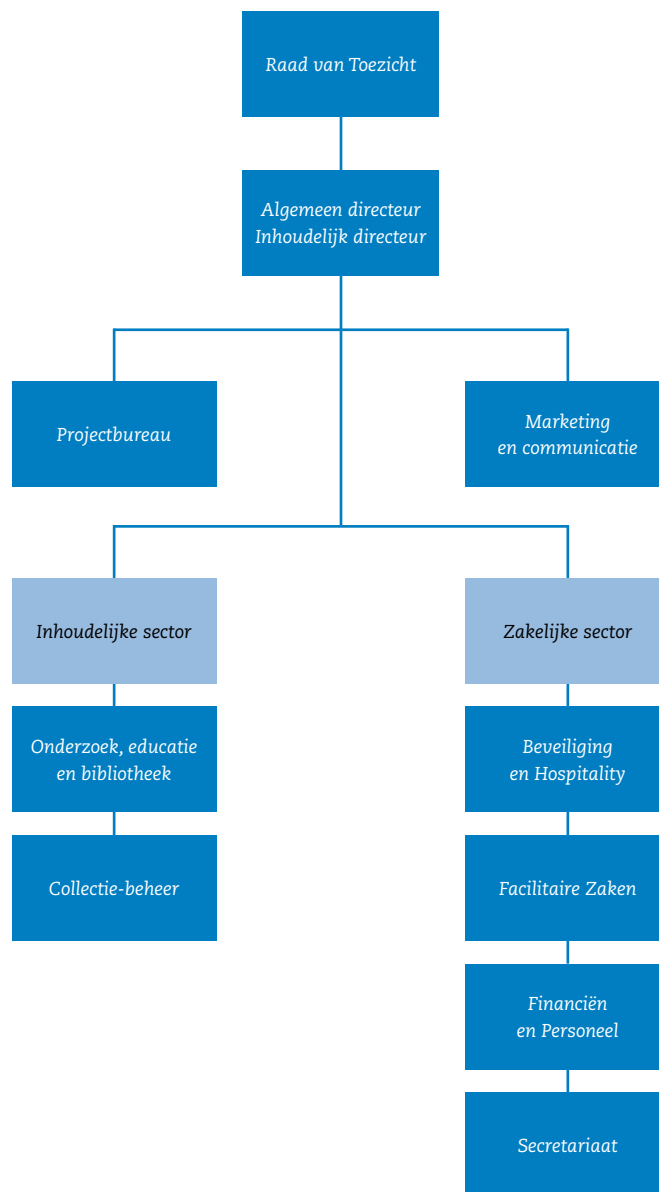 Raad van Toezicht
Algemeen directeur
Inhoudelijk directeur
Projectbureau
Marketing
en communicatie
Inhoudelijke sector
Zakelijke sector
Onderzoek, educatie
en bibliotheek
Beveiliging
en Hospitality
Collectie-beheer
Facilitaire Zaken
Financiën
en Personeel
Secretariaat